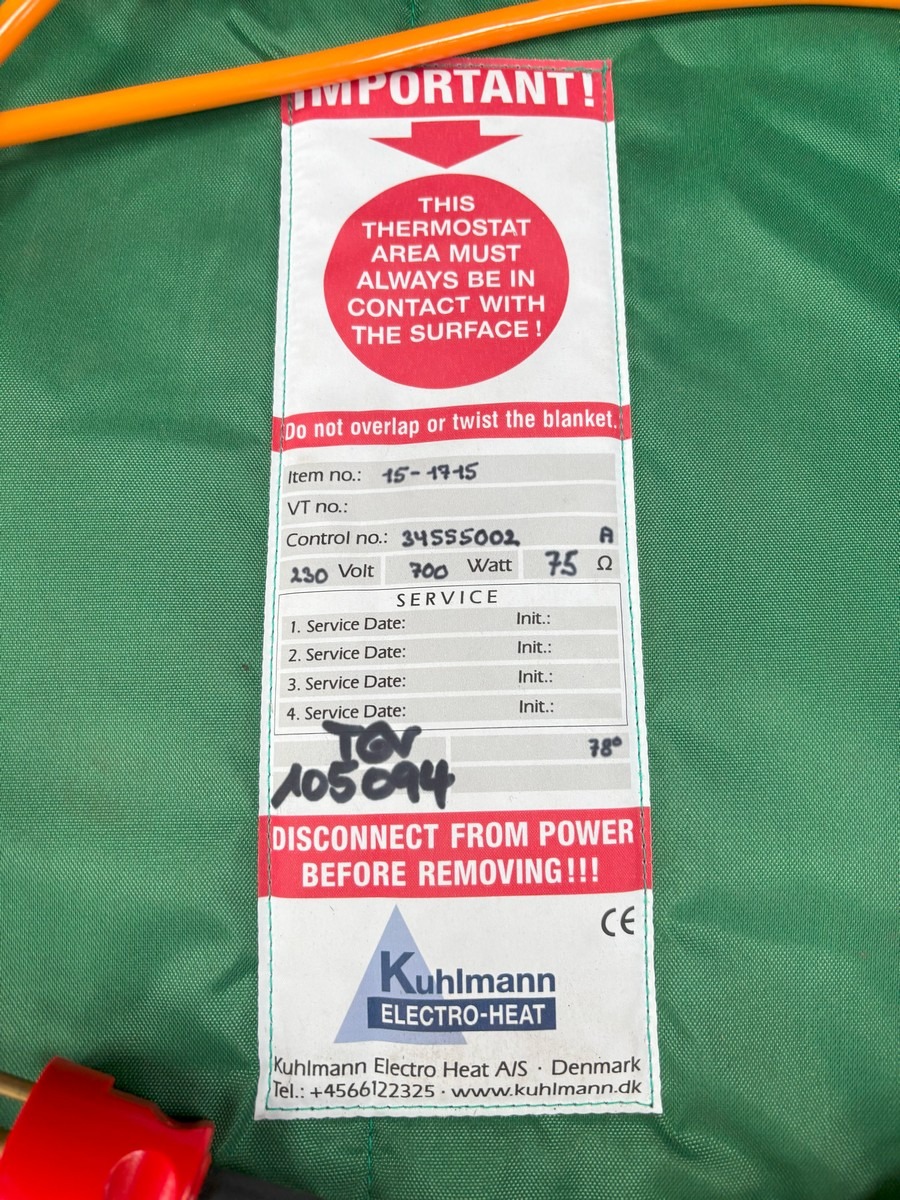 IMPORTANT!
THIS
THERMOSTAT
AREA MUST
ALWAYS BE IN
CONTACT WITH
THE SURFACE!
Do not overlap or twist the blanket.
Item no.: 15-1715
VT no.:
Control no.: 34555002 A
230 Volt 700 Watt 75 Ω
SERVICE
1. Service Date: Init.:
2. Service Date: Init.:
3. Service Date: Init.:
4. Service Date: Init.:
78°
105094
DISCONNECT FROM POWER
BEFORE REMOVING!!!
CE
Kuhlmann
ELECTRO-HEAT
Kuhlmann Electro Heat A/S · Denmark
Tel.: +4566122325 · www.kuhlmann.dk